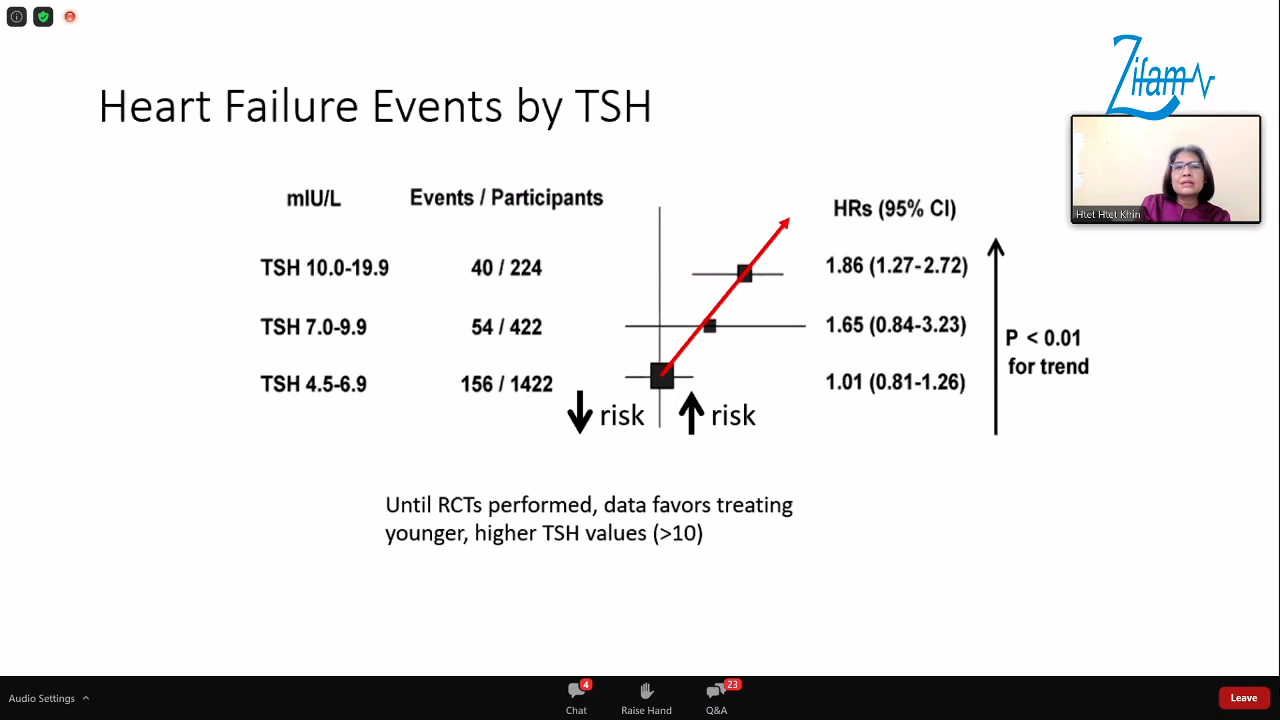 Zifam
Heart Failure Events by TSH
Htet Htet Khin
mIU/L Events / Participants HRs (95% CI)
TSH 10.0-19.9 40 / 224 1.86 (1.27-2.72)
TSH 7.0-9.9 54 / 422 1.65 (0.84-3.23)
TSH 4.5-6.9 156 / 1422 1.01 (0.81-1.26)
P < 0.01
for trend
risk risk
Until RCTs performed, data favors treating
younger, higher TSH values (>10)
Audio Settings
4
Chat
Raise Hand
23
Q&A
Leave